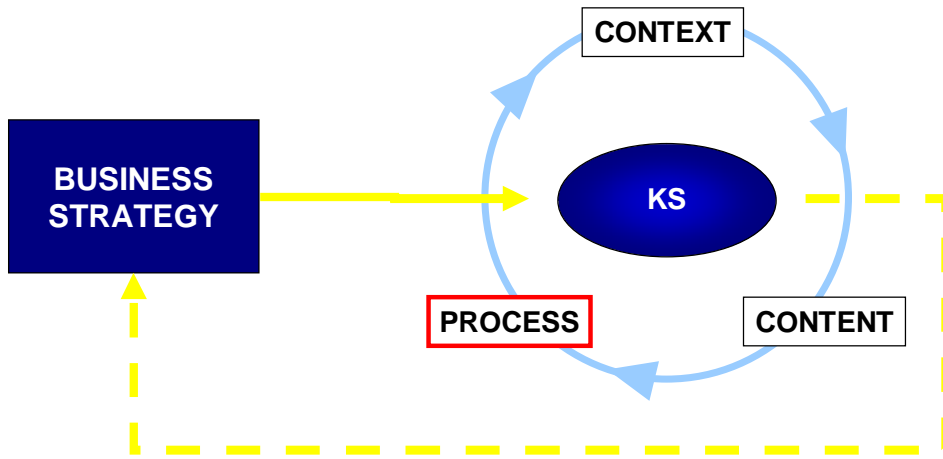 CONTEXT
BUSINESS
STRATEGY
KS
PROCESS
CONTENT